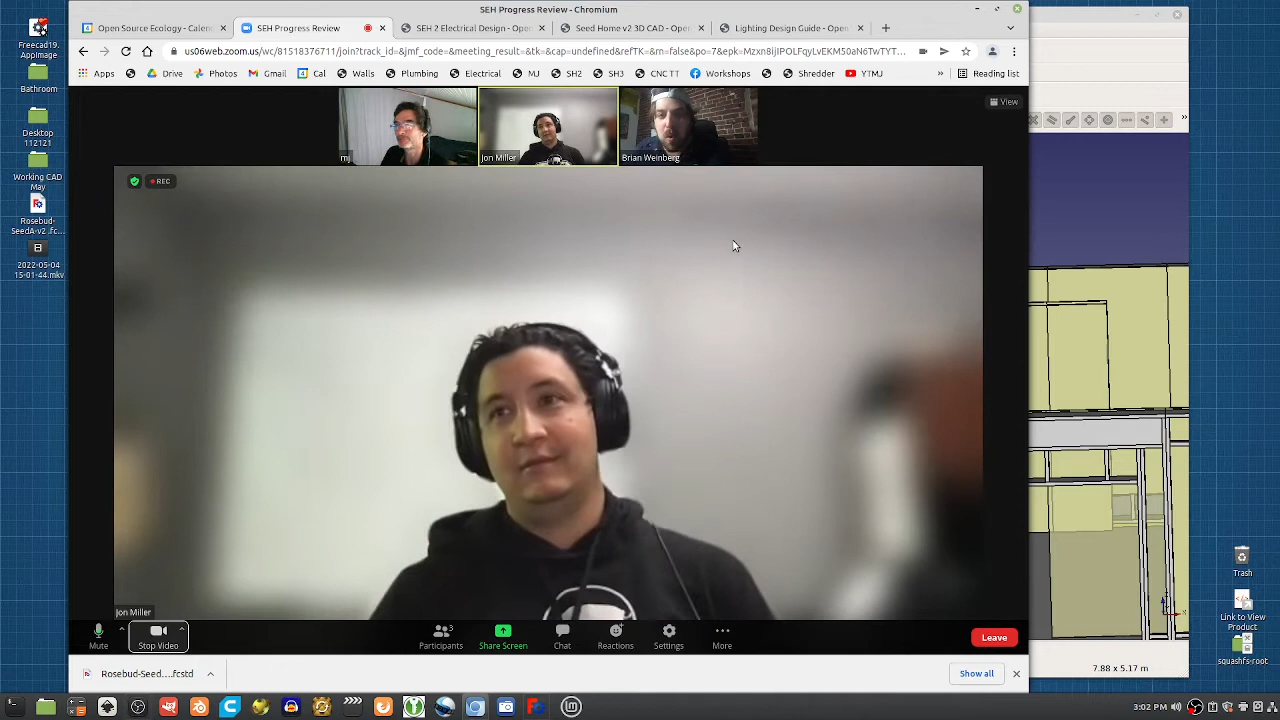 SEH Progress Review - Chromium
Open Source Ecology - Ca
SEH Progress Review
SEH v2 Electrical Design - Ope
Seed Home v2 3D CAD - Open
Lighting Design Guide - Open
us06web.zoom.us/wc/81518376711/join?track_id=&jmf_code=&meeting_result=&tk=&cap=undefined&refTK=&rn=false&po=7&epk=
Apps
Drive
Photos
Gmail
Cal
Walls
Plumbing
Electrical
MJ
SH2
SH3
CNC TT
Workshops
Shredder
YTMJ
Reading list
Freecad19.
AppImage
Bathroom
Desktop
112121
Working CAD
May
Rosebud-
SeedA-v2.fc...
2022-05-04
15-01-44.mkv
View
mj
Jon Miller
Brian Weinberg
REC
Jon Miller
Mute
Stop Video
Participants
3
Share Screen
Chat
Reactions
Settings
More
Leave
Rosebud-Seed....fcstd
Show all
7.88 x 5.17 m
Trash
Link to View
Product
squashfs-root
3:02 PM